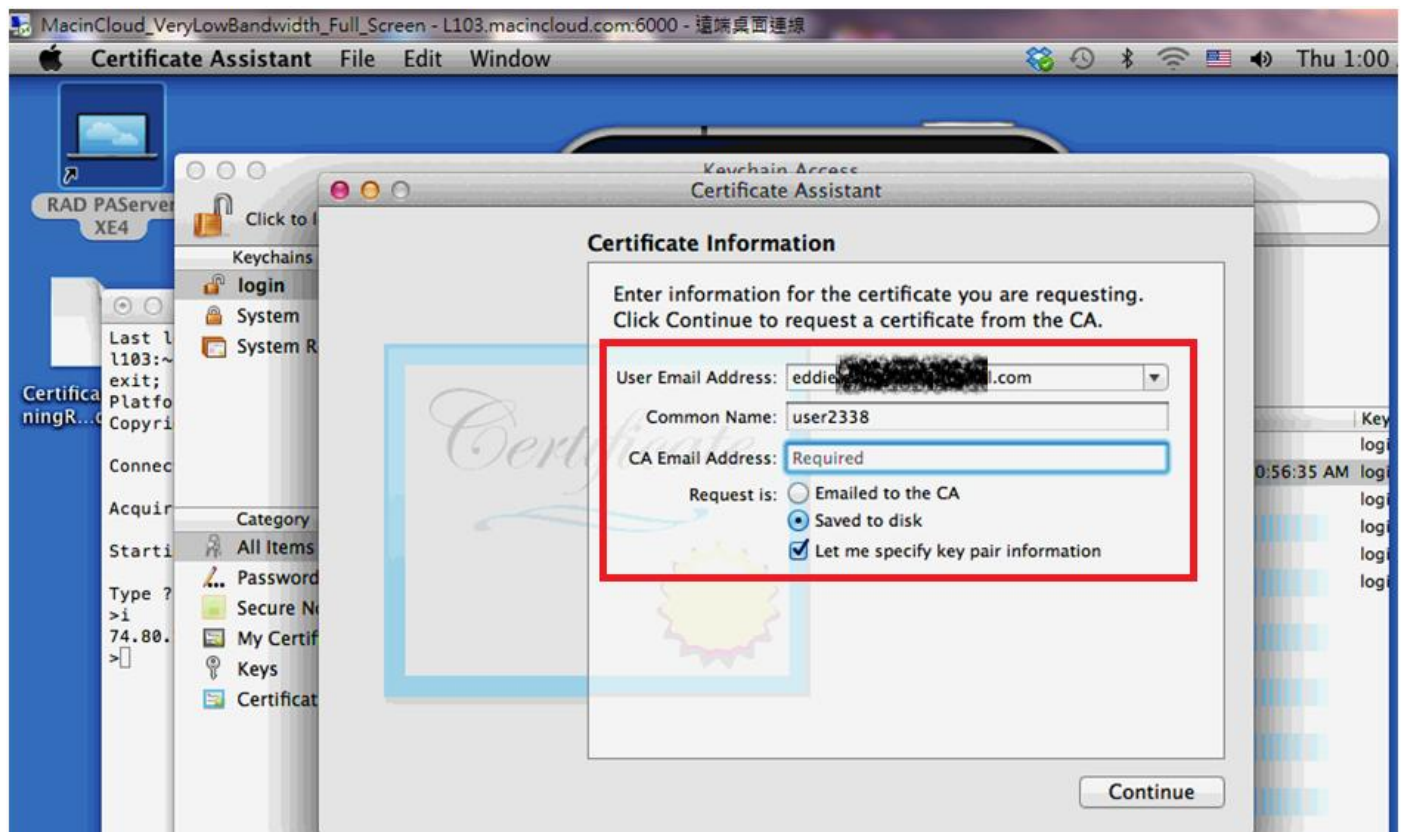 MacinCloud_VeryLowBandwidth_Full_Screen - L103.macincloud.com:6000 - 遠端桌面連線
Certificate Assistant File Edit Window Thu 1:00
RAD PAServer
XE4
Keychain Access
Certificate Assistant
Click to l
Keychains
login
System
System R
Certificate Information
Enter information for the certificate you are requesting.
Click Continue to request a certificate from the CA.
User Email Address: eddie l.com
Common Name: user2338
CA Email Address: Required
Request is: Emailed to the CA
Saved to disk
Let me specify key pair information
Certificate
Continue
Certifica
ningR...c
Last l
l103:~
exit;
Platfo
Copyri
Connec
Acquir
Starti
Type ?
>i
74.80.
>
Category
All Items
Password
Secure No
My Certif
Keys
Certificat
Key
logi
0:56:35 AM logi
logi
logi
logi
logi